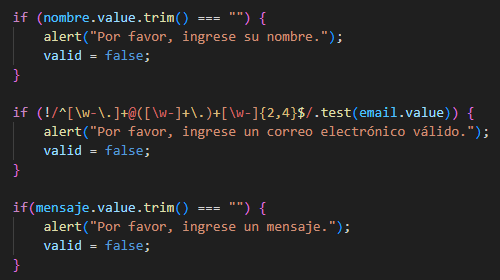 if (nombre.value.trim() === "") {
alert("Por favor, ingrese su nombre.");
valid = false;
}
if (!/^[\w-\.]+@([\w-]+\.)+[\w-]{2,4}$/.test(email.value)) {
alert("Por favor, ingrese un correo electrónico válido.");
valid = false;
}
if(mensaje.value.trim() === "") {
alert("Por favor, ingrese un mensaje.");
valid = false;
}